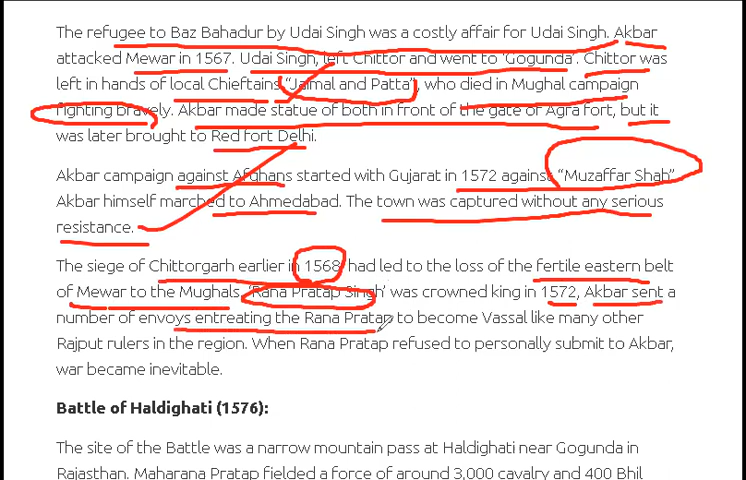 The refugee to Baz Bahadur by Udai Singh was a costly affair for Udai Singh. Akbar
attacked Mewar in 1567. Udai Singh, left Chittor and went to 'Gogunda'. Chittor was
left in hands of local Chieftains "Jaimal and Patta", who died in Mughal campaign
fighting bravely. Akbar made statue of both in front of the gate of Agra fort, but it
was later brought to Red fort Delhi.
Akbar campaign against Afghans started with Gujarat in 1572 against "Muzaffar Shah"
Akbar himself marched to Ahmedabad. The town was captured without any serious
resistance.
The siege of Chittorgarh earlier in 1568 had led to the loss of the fertile eastern belt
of Mewar to the Mughals. 'Rana Pratap Singh' was crowned king in 1572, Akbar sent a
number of envoys entreating the Rana Pratap to become Vassal like many other
Rajput rulers in the region. When Rana Pratap refused to personally submit to Akbar,
war became inevitable.
Battle of Haldighati (1576):
The site of the Battle was a narrow mountain pass at Haldighati near Gogunda in
Rajasthan. Maharana Pratap fielded a force of around 3,000 cavalry and 400 Bhil